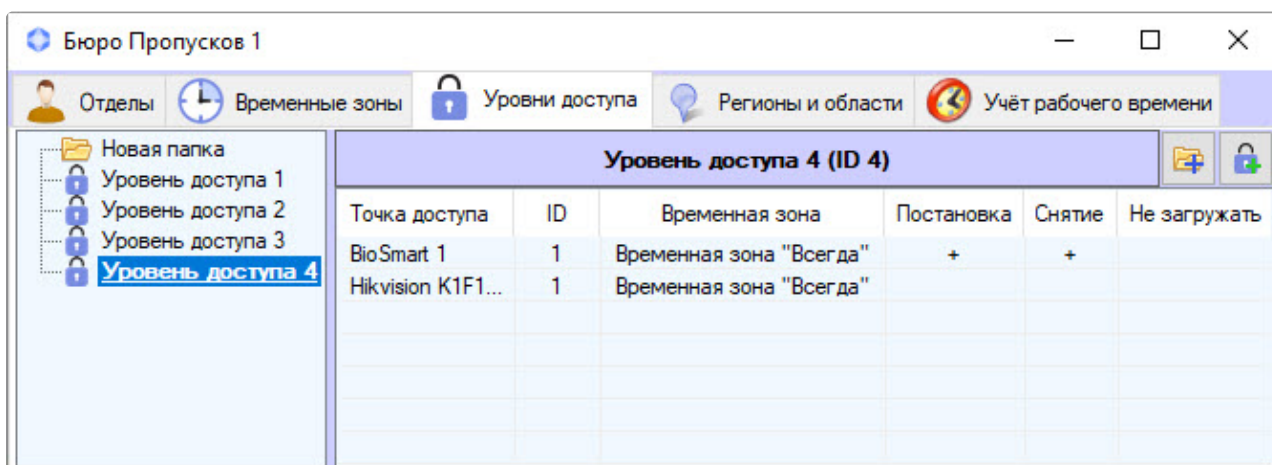 Бюро Пропусков 1
Отделы Временные зоны Уровни доступа Регионы и области Учёт рабочего времени
Новая папка
Уровень доступа 1
Уровень доступа 2
Уровень доступа 3
Уровень доступа 4
Уровень доступа 4 (ID 4)
Точка доступа ID Временная зона Постановка Снятие Не загружать
BioSmart 1 1 Временная зона "Всегда" + +
Hikvision K1F1... 1 Временная зона "Всегда"